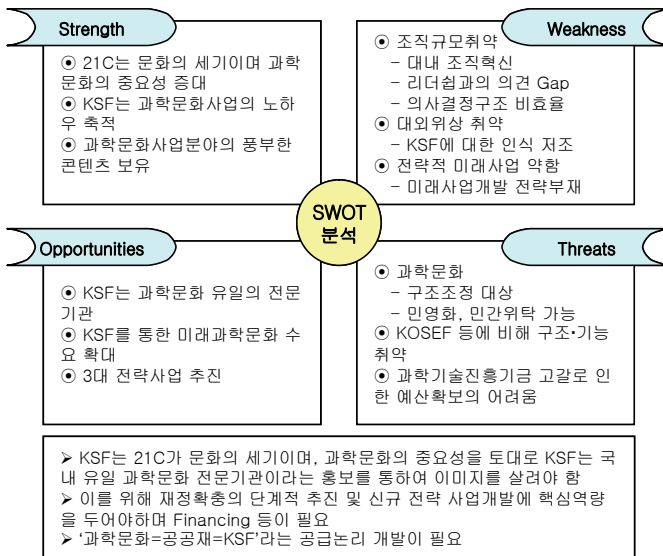 Strength
⊙ 21C는 문화의 세기이며 과학
문화의 중요성 증대
⊙ KSF는 과학문화사업의 노하
우 축적
⊙ 과학문화사업분야의 풍부한
콘텐츠 보유
Weakness
⊙ 조직규모취약
– 대내 조직혁신
– 리더쉽과의 의견 Gap
– 의사결정구조 비효율
⊙ 대외위상 취약
– KSF에 대한 인식 저조
⊙ 전략적 미래사업 약함
– 미래사업개발 전략부재
SWOT
분석
Opportunities
⊙ KSF는 과학문화 유일의 전문
기관
⊙ KSF를 통한 미래과학문화 수
요 확대
⊙ 3대 전략사업 추진
Threats
⊙ 과학문화
– 구조조정 대상
– 민영화, 민간위탁 가능
⊙ KOSEF 등에 비해 구조•기능
취약
⊙ 과학기술진흥기금 고갈로 인
한 예산확보의 어려움
➢ KSF는 21C가 문화의 세기이며, 과학문화의 중요성을 토대로 KSF는 국
내 유일 과학문화 전문기관이라는 홍보를 통하여 이미지를 살려야 함
➢ 이를 위해 재정확충의 단계적 추진 및 신규 전략 사업개발에 핵심역량
을 두어야하며 Financing 등이 필요
➢ ‘과학문화=공공재=KSF’라는 공급논리 개발이 필요